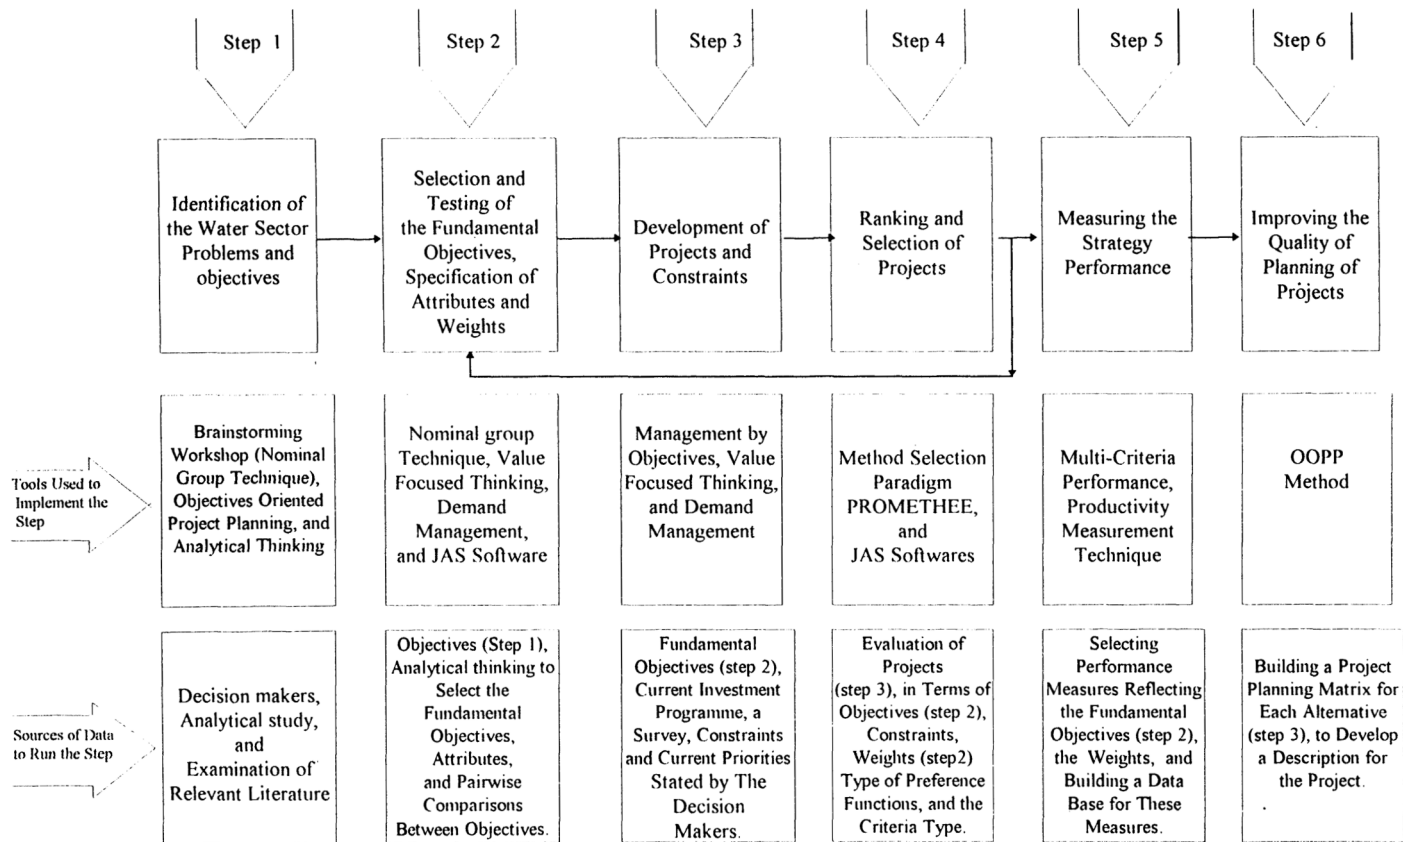 Step 1
Step 2
Step 3
Step 4
Step 5
Step 6
Identification of
the Water Sector
Problems and
objectives
Selection and
Testing of
the Fundamental
Objectives,
Specification of
Attributes and
Weights
Development of
Projects and
Constraints
Ranking and
Selection of
Projects
Measuring the
Strategy
Performance
Improving the
Quality of
Planning of
Projects
Tools Used to
Implement the
Step
Brainstorming
Workshop (Nominal
Group Technique),
Objectives Oriented
Project Planning, and
Analytical Thinking
Nominal group
Technique, Value
Focused Thinking,
Demand
Management,
and JAS Software
Management by
Objectives, Value
Focused Thinking,
and Demand
Management
Method Selection
Paradigm
PROMETHEE,
and
JAS Softwares
Multi-Criteria
Performance,
Productivity
Measurement
Technique
OOPP
Method
Sources of Data
to Run the Step
Decision makers,
Analytical study,
and
Examination of
Relevant Literature
Objectives (Step 1),
Analytical thinking to
Select the
Fundamental
Objectives,
Attributes,
and Pairwise
Comparisons
Between Objectives.
Fundamental
Objectives (step 2),
Current Investment
Programme, a
Survey, Constraints
and Current Priorities
Stated by The
Decision
Makers.
Evaluation of
Projects
(step 3), in Terms of
Objectives (step 2),
Constraints,
Weights (step2)
Type of Preference
Functions, and the
Criteria Type.
Selecting
Performance
Measures Reflecting
the Fundamental
Objectives (step 2),
the Weights, and
Building a Data
Base for These
Measures.
Building a Project
Planning Matrix for
Each Alternative
(step 3), to Develop
a Description for
the Project.